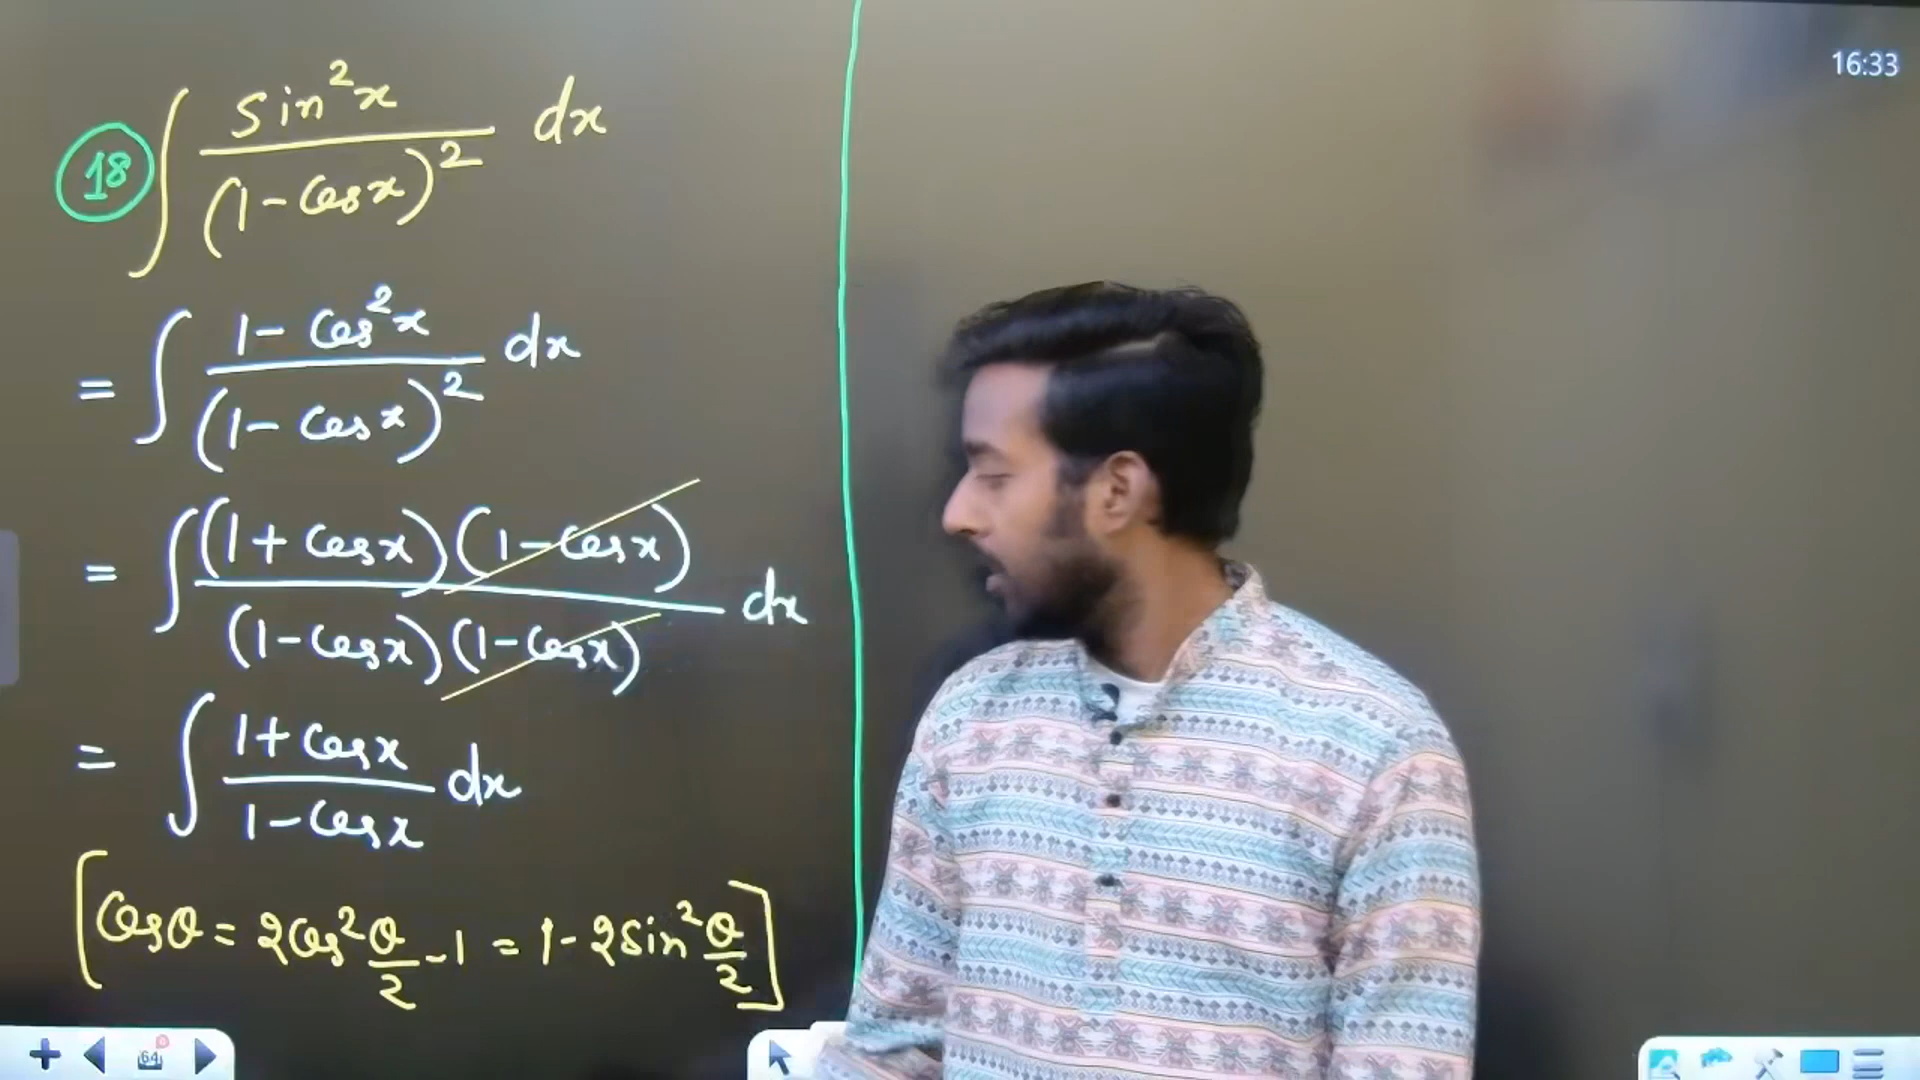 16:33
18 ∫ sin²x / (1 - cosx)² dx
= ∫ 1 - cos²x / (1 - cosx)² dx
= ∫ (1 + cosx)(1 - cosx) / (1 - cosx)(1 - cosx) dx
= ∫ 1 + cosx / 1 - cosx dx
[cosθ = 2cos²θ/2 - 1 = 1 - 2sin²θ/2]
64